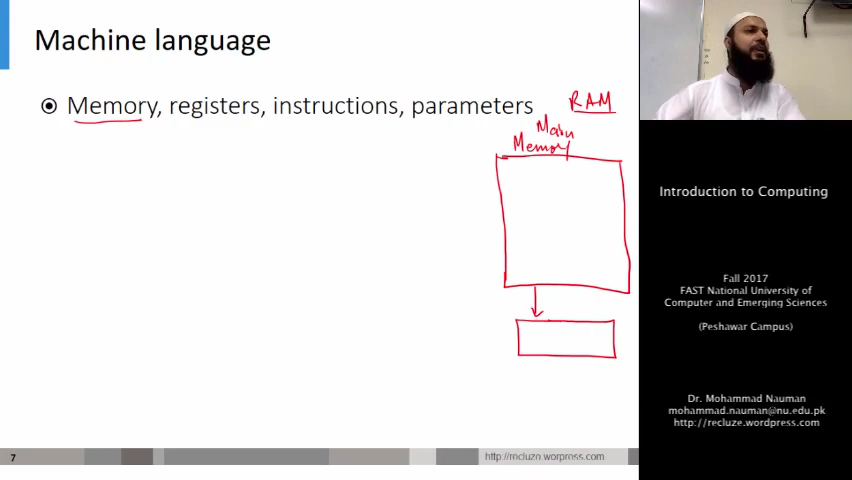 Machine language
Memory, registers, instructions, parameters
RAM
Main
Memory
7
http://recluze.worpress.com
Introduction to Computing
Fall 2017
FAST National University of
Computer and Emerging Sciences
(Peshawar Campus)
Dr. Mohammad Nauman
mohammad.nauman@nu.edu.pk
http://recluze.wordpress.com